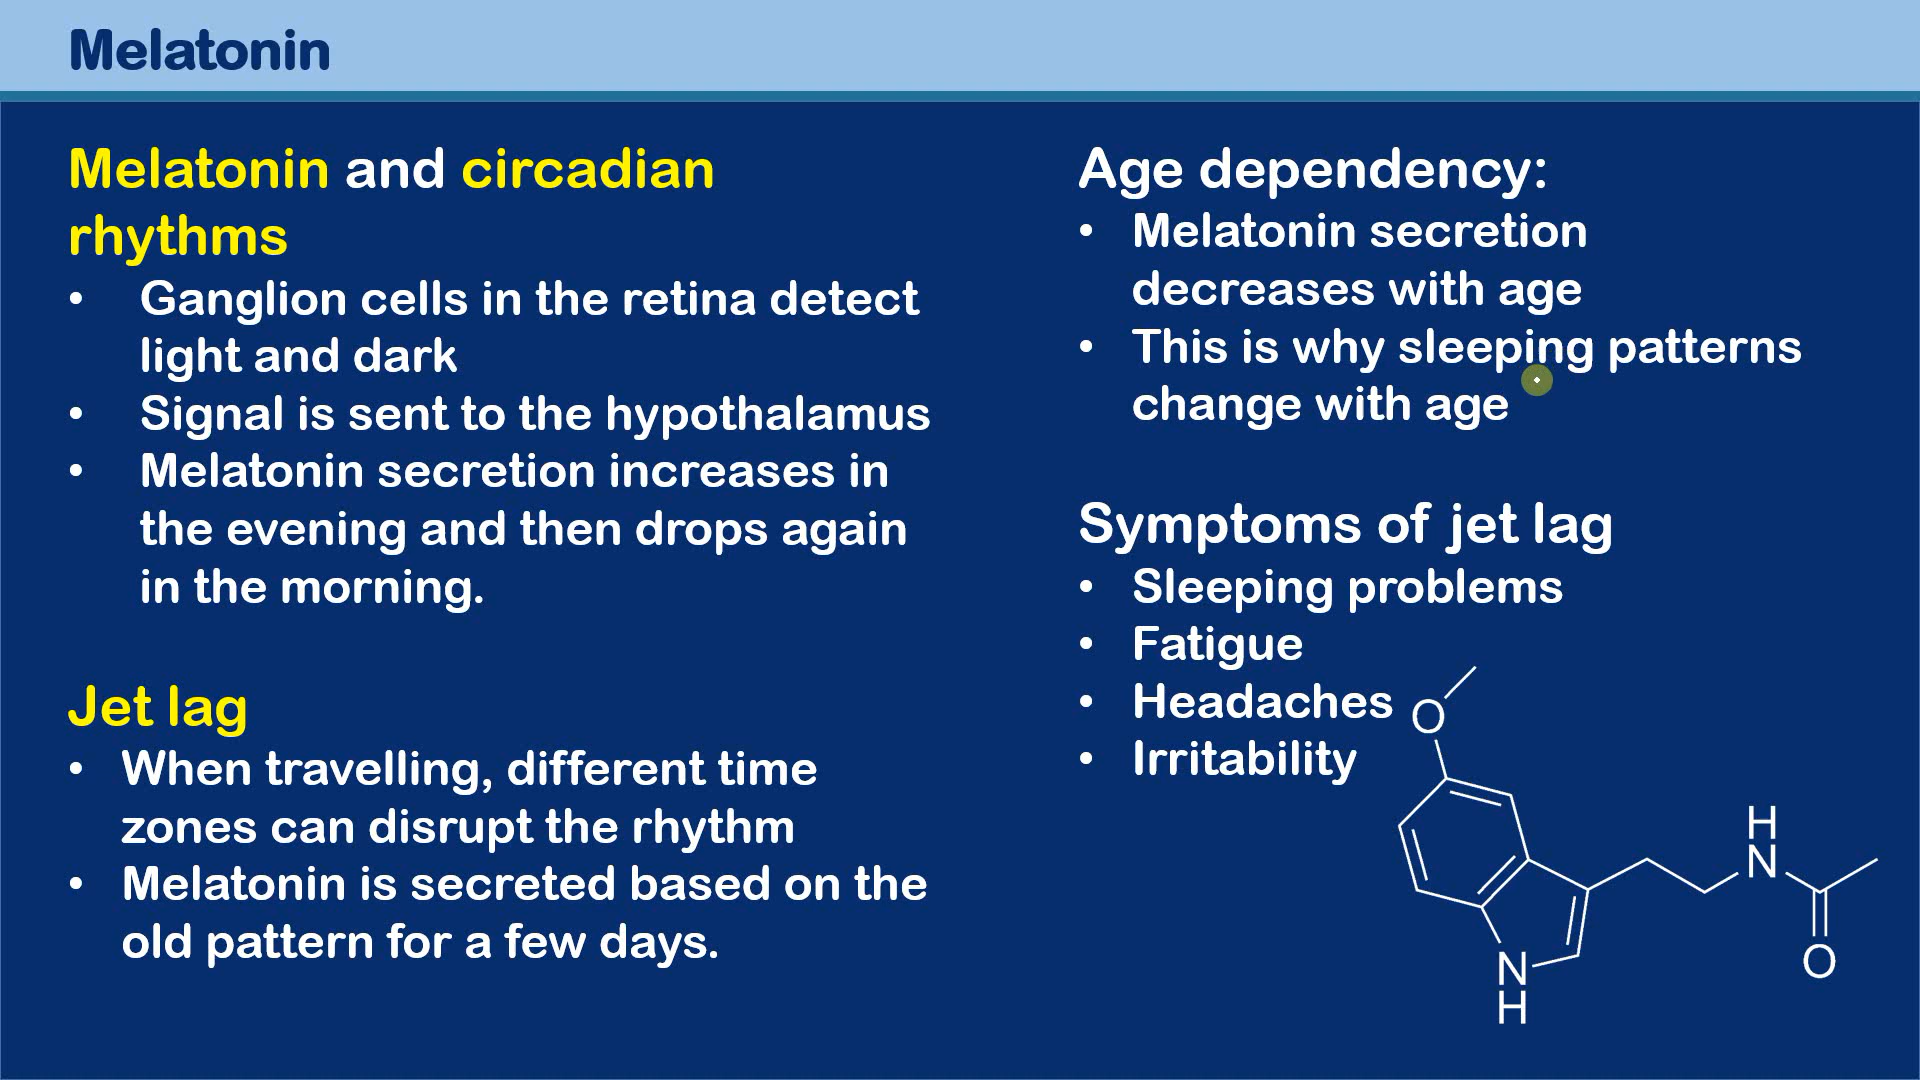 Melatonin
Melatonin and circadian
rhythms
• Ganglion cells in the retina detect
light and dark
• Signal is sent to the hypothalamus
• Melatonin secretion increases in
the evening and then drops again
in the morning.
Jet lag
• When travelling, different time
zones can disrupt the rhythm
• Melatonin is secreted based on the
old pattern for a few days.
Age dependency:
• Melatonin secretion
decreases with age
• This is why sleeping patterns
change with age
Symptoms of jet lag
• Sleeping problems
• Fatigue
• Headaches
• Irritability
O
H
N
O
N
H